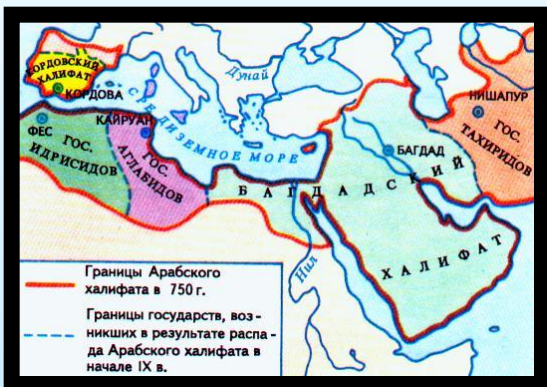 КОРДОВСКИЙ
ХАЛИФАТ
КОРДОВА
ФЕС
ГОС.
ИДРИСИДОВ
КАЙРУАН
ГОС.
АГЛАБИДОВ
СРЕДИЗЕМНОЕ МОРЕ
Дунай
НИШАПУР
ГОС.
ТАХИРИДОВ
БАГДАД
БАГДАДСКИЙ
ХАЛИФАТ
Нил
Границы Арабского
халифата в 750 г.
Границы государств, воз-
никших в результате распа-
да Арабского халифата в
начале IX в.